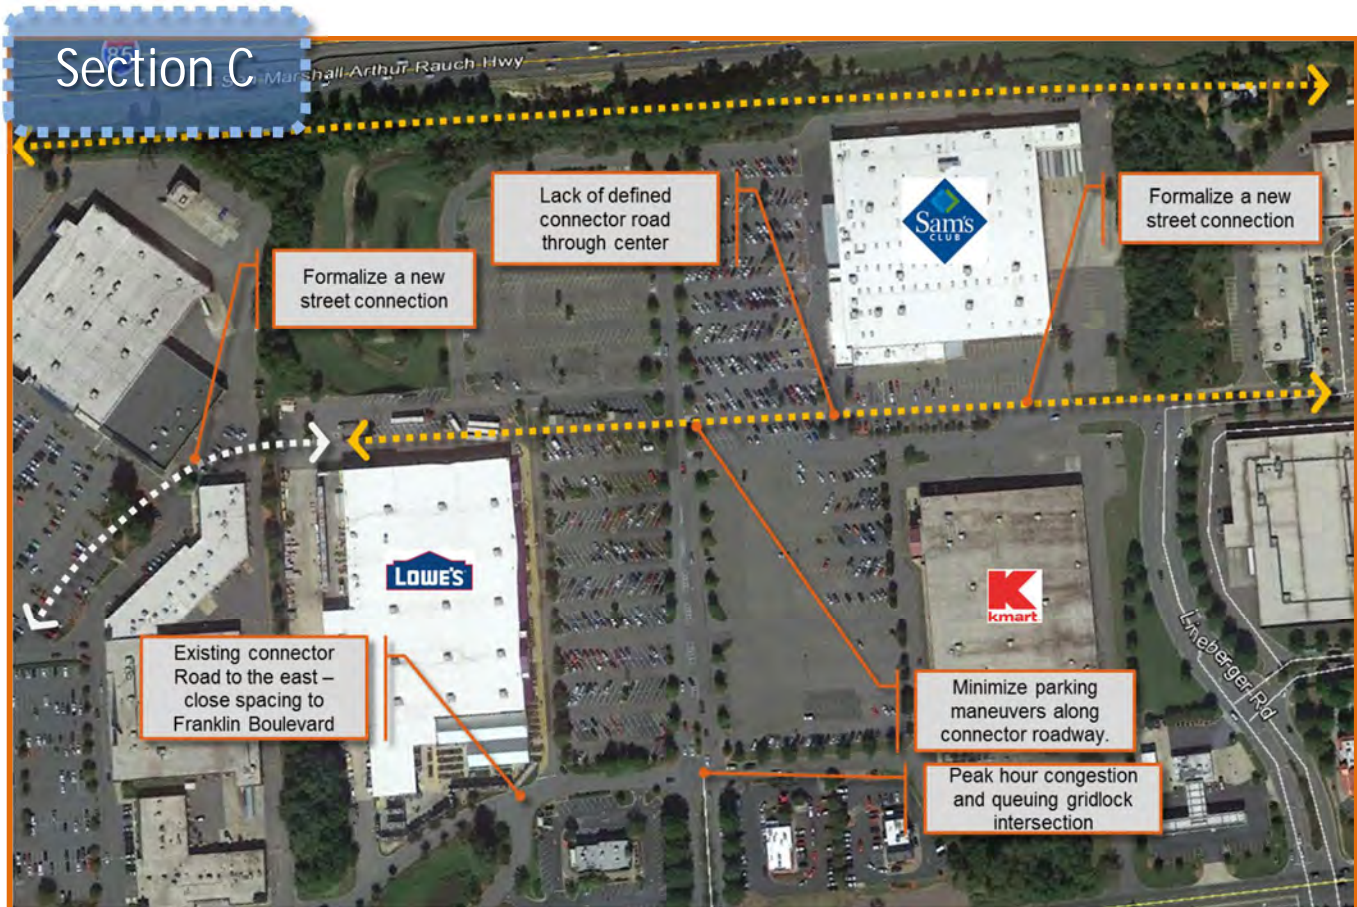 Section C
85
Marshall Arthur Rauch Hwy
Lack of defined
connector road
through center
Sam's
CLUB
Formalize a new
street connection
Formalize a new
street connection
LOWE'S
K
kmart
Lineberger Rd
Existing connector
Road to the east –
close spacing to
Franklin Boulevard
Minimize parking
maneuvers along
connector roadway.
Peak hour congestion
and queuing gridlock
intersection